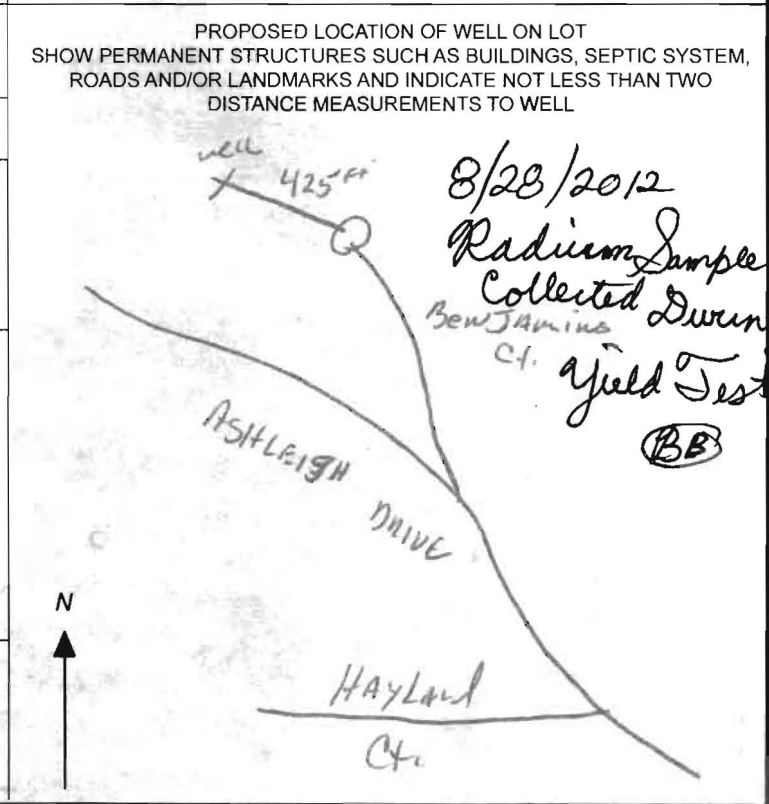 PROPOSED LOCATION OF WELL ON LOT
SHOW PERMANENT STRUCTURES SUCH AS BUILDINGS, SEPTIC SYSTEM,
ROADS AND/OR LANDMARKS AND INDICATE NOT LESS THAN TWO
DISTANCE MEASUREMENTS TO WELL
well
425 ft
8/28/2012
Radium Sample
Collected Durin
Yield Test
BB
BenJamins
Ct.
ASHLEIGH
DRIVE
N
HAYLand
Ct.